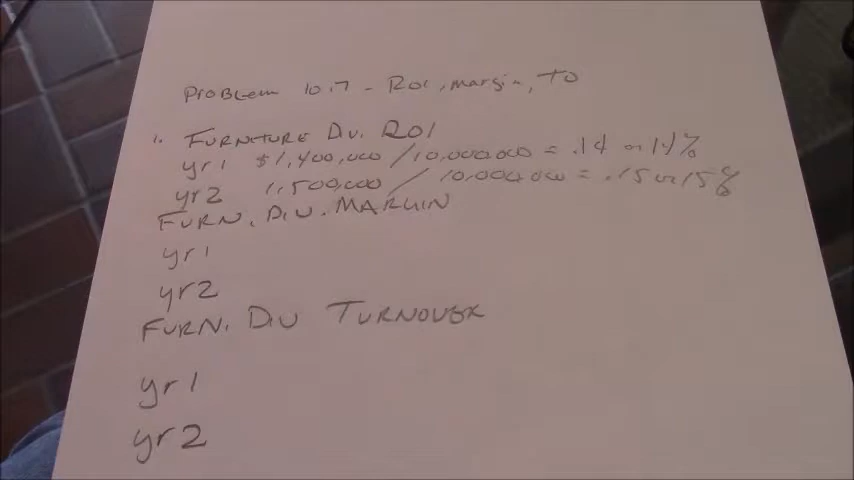 Problem 10.7 - ROI, margin, TO
1. FURNITURE DIV. ROI
yr1 $1,400,000 / 10,000,000 = .14 or 14%
yr2 1,500,000 / 10,000,000 = .15 or 15%
FURN. DIV. MARGIN
yr1
yr2
FURN. DIV TURNOVER
yr1
yr2